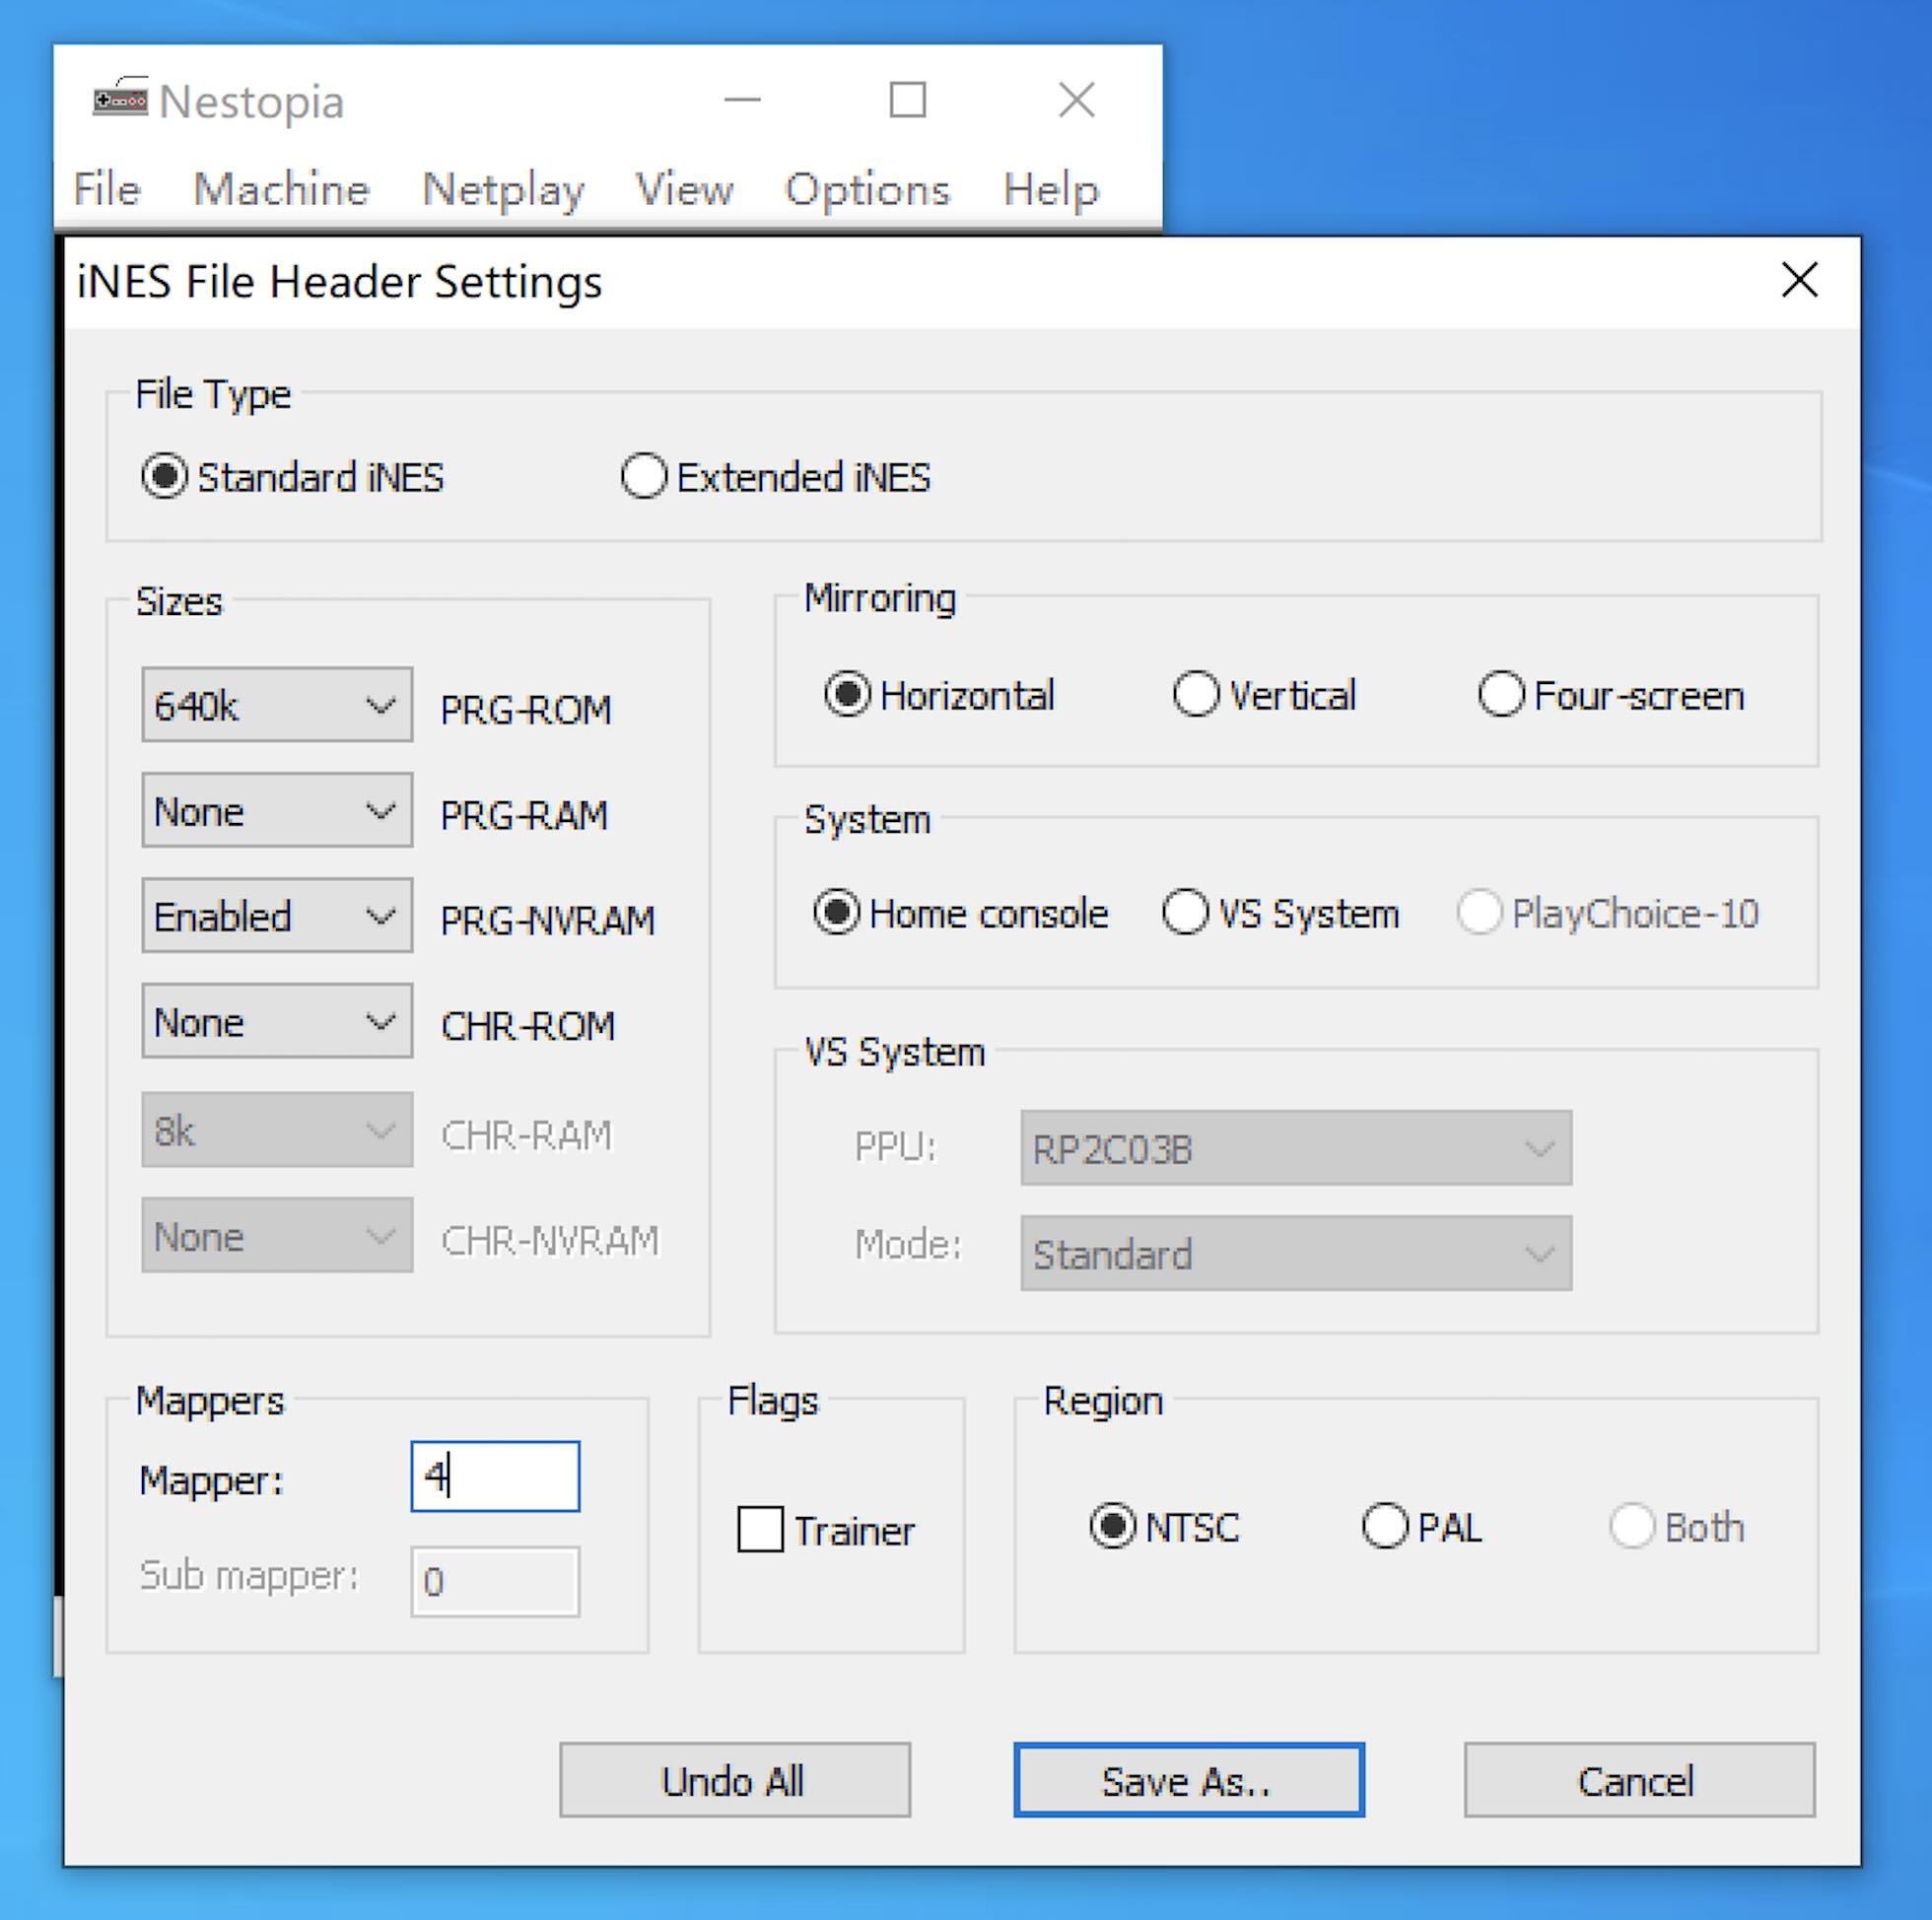 Nestopia
File Machine Netplay View Options Help
iNES File Header Settings
File Type
Standard iNES Extended iNES
Sizes
640k PRG-ROM
None PRG-RAM
Enabled PRG-NVRAM
None CHR-ROM
8k CHR-RAM
None CHR-NVRAM
Mirroring
Horizontal Vertical Four-screen
System
Home console VS System PlayChoice-10
VS System
PPU: RP2C03B
Mode: Standard
Mappers
Mapper: 4
Sub mapper: 0
Flags
Trainer
Region
NTSC PAL Both
Undo All Save As.. Cancel